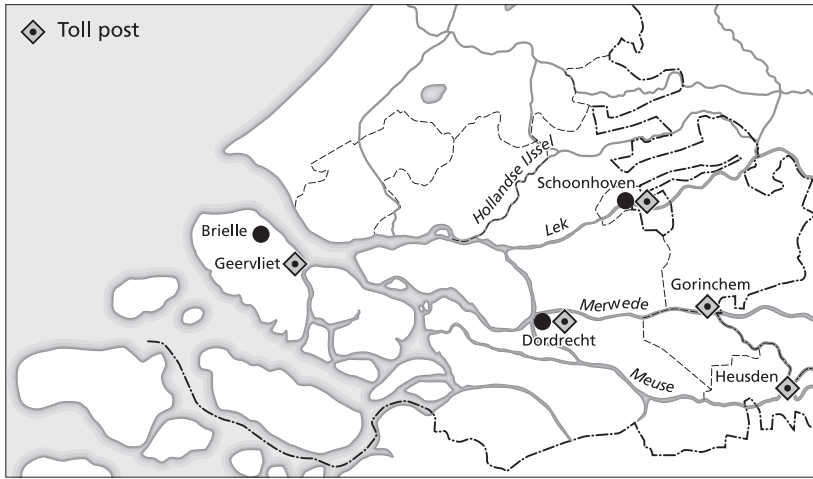 Toll post
Hollandse IJssel
Schoonhoven
Brielle
Lek
Geervliet
Gorinchem
Merwede
Dordrecht
Meuse
Heusden